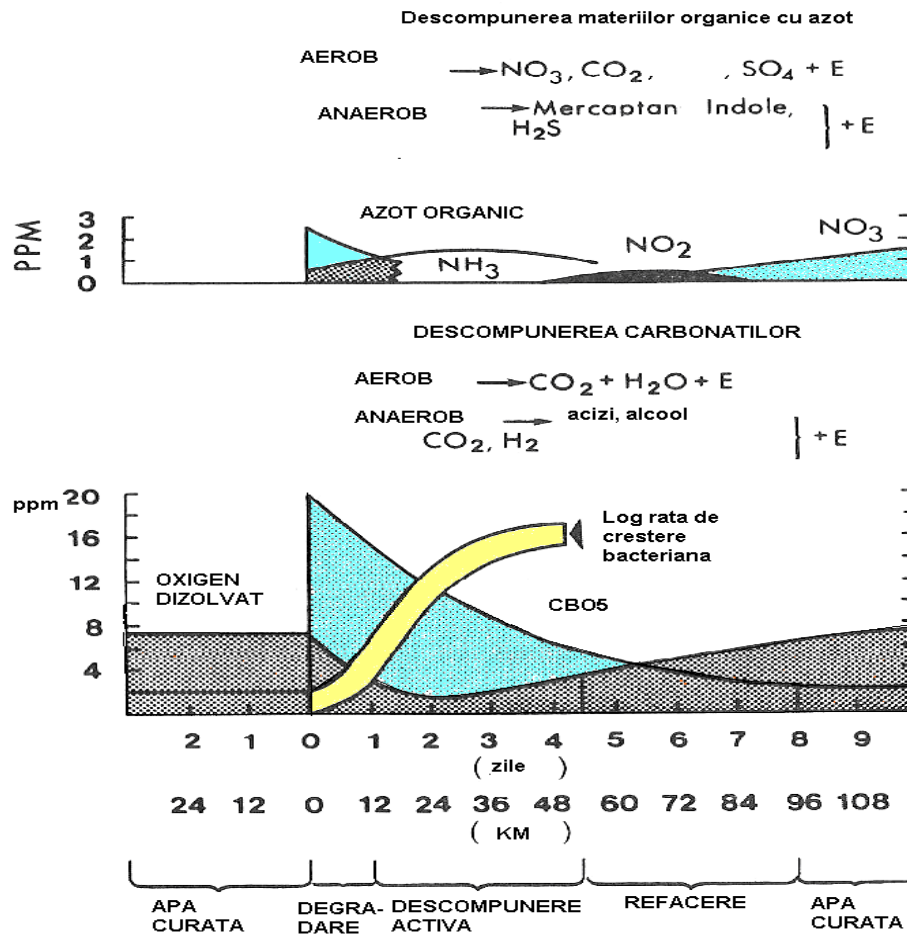 Descompunerea materiilor organice cu azot
AEROB → NO3, CO2, , SO4 + E
ANAEROB → Mercaptan Indole,
H2S } + E
PPM
3
2
1
0
AZOT ORGANIC
NH3
NO2
NO3
DESCOMPUNEREA CARBONATILOR
AEROB → CO2 + H2O + E
ANAEROB → acizi, alcool
CO2, H2 } + E
ppm 20
16
12
8
4
Log rata de
crestere
bacteriana
OXIGEN
DIZOLVAT
CBO5
2 1 0 1 2 3 4 5 6 7 8 9
( zile )
24 12 0 12 24 36 48 60 72 84 96 108
( KM )
APA
CURATA
DEGRA-
DARE
DESCOMPUNERE
ACTIVA
REFACERE
APA
CURATA